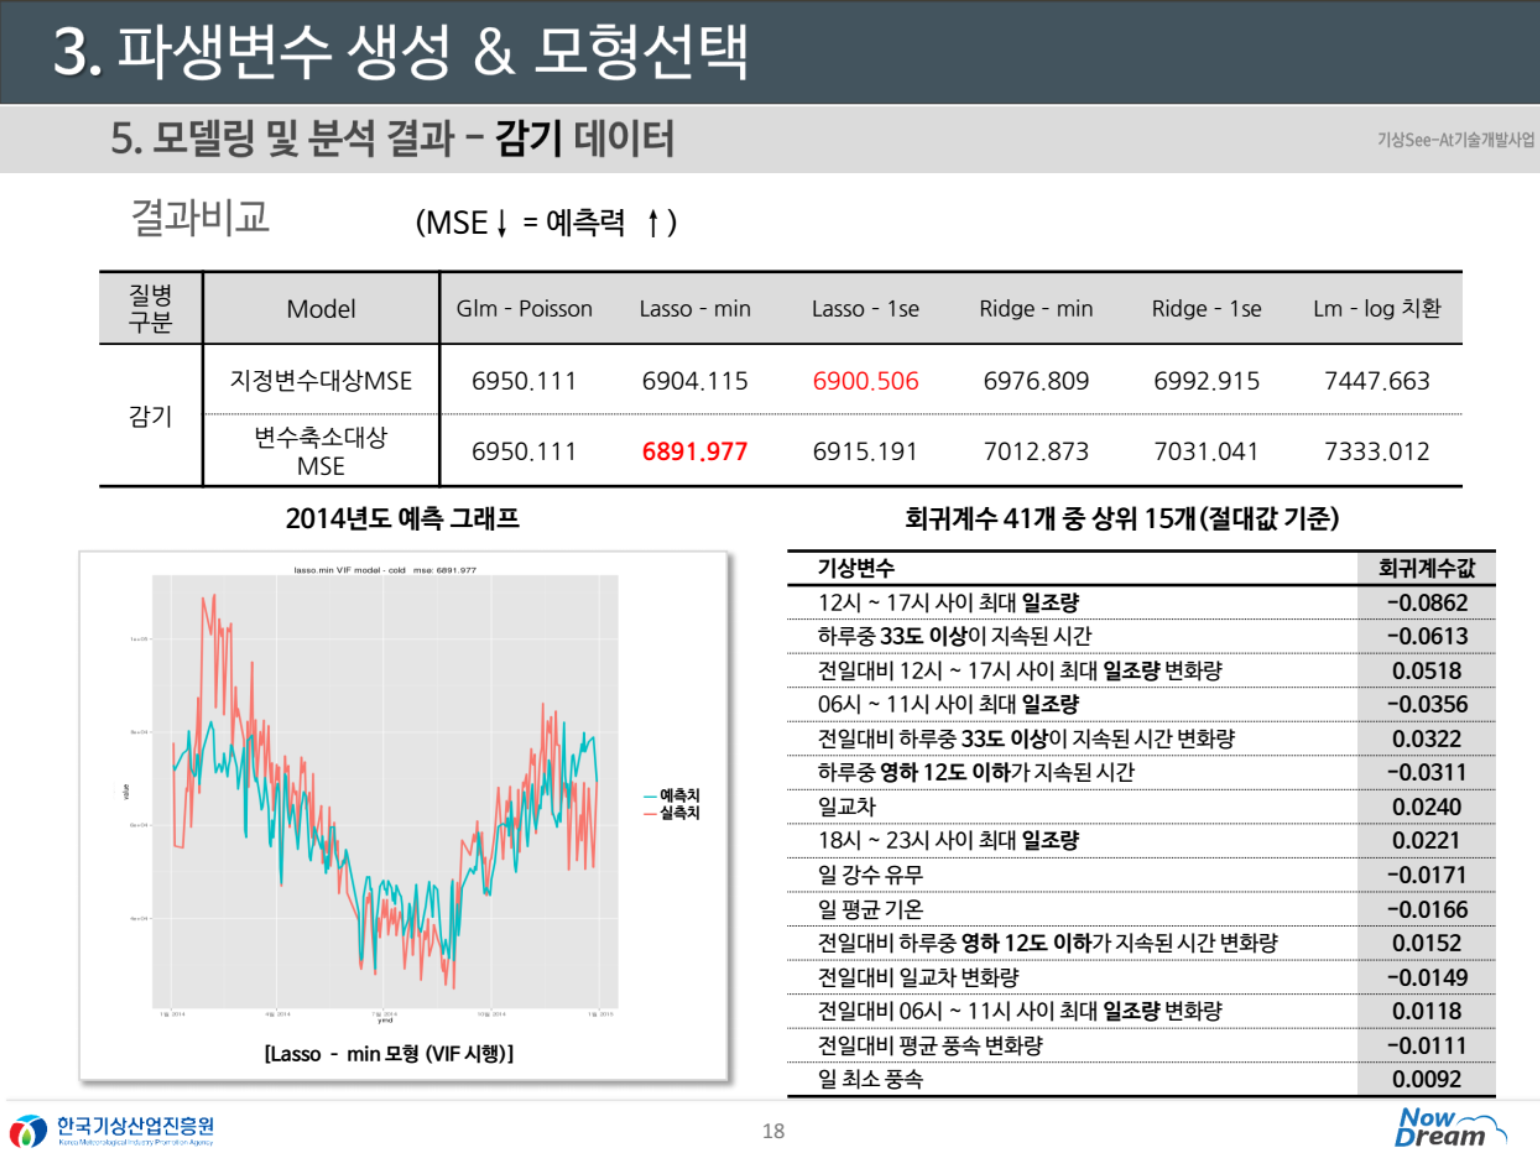 3. 파생변수 생성 & 모형선택
5. 모델링 및 분석 결과 - 감기 데이터
기상See-At기술개발사업
결과비교 (MSE↓ = 예측력 ↑)
질병
구분
Model Glm - Poisson Lasso - min Lasso - 1se Ridge - min Ridge - 1se Lm - log 치환
감기
지정변수대상MSE 6950.111 6904.115 6900.506 6976.809 6992.915 7447.663
변수축소대상
MSE
6950.111 6891.977 6915.191 7012.873 7031.041 7333.012
2014년도 예측 그래프
lasso.min VIF model - cold mse: 6891.977
value
예측치
실측치
1월 2014 4월 2014 7월 2014 10월 2014 1월 2015
ymd
[Lasso - min 모형 (VIF 시행)]
회귀계수 41개 중 상위 15개(절대값 기준)
기상변수 회귀계수값
12시 ~ 17시 사이 최대 일조량 -0.0862
하루중 33도 이상이 지속된 시간 -0.0613
전일대비 12시 ~ 17시 사이 최대 일조량 변화량 0.0518
06시 ~ 11시 사이 최대 일조량 -0.0356
전일대비 하루중 33도 이상이 지속된 시간 변화량 0.0322
하루중 영하 12도 이하가 지속된 시간 -0.0311
일교차 0.0240
18시 ~ 23시 사이 최대 일조량 0.0221
일 강수 유무 -0.0171
일 평균 기온 -0.0166
전일대비 하루중 영하 12도 이하가 지속된 시간 변화량 0.0152
전일대비 일교차 변화량 -0.0149
전일대비 06시 ~ 11시 사이 최대 일조량 변화량 0.0118
전일대비 평균 풍속 변화량 -0.0111
일 최소 풍속 0.0092
한국기상산업진흥원
Korea Meteorological Industry Promotion Agency
18
Now
Dream